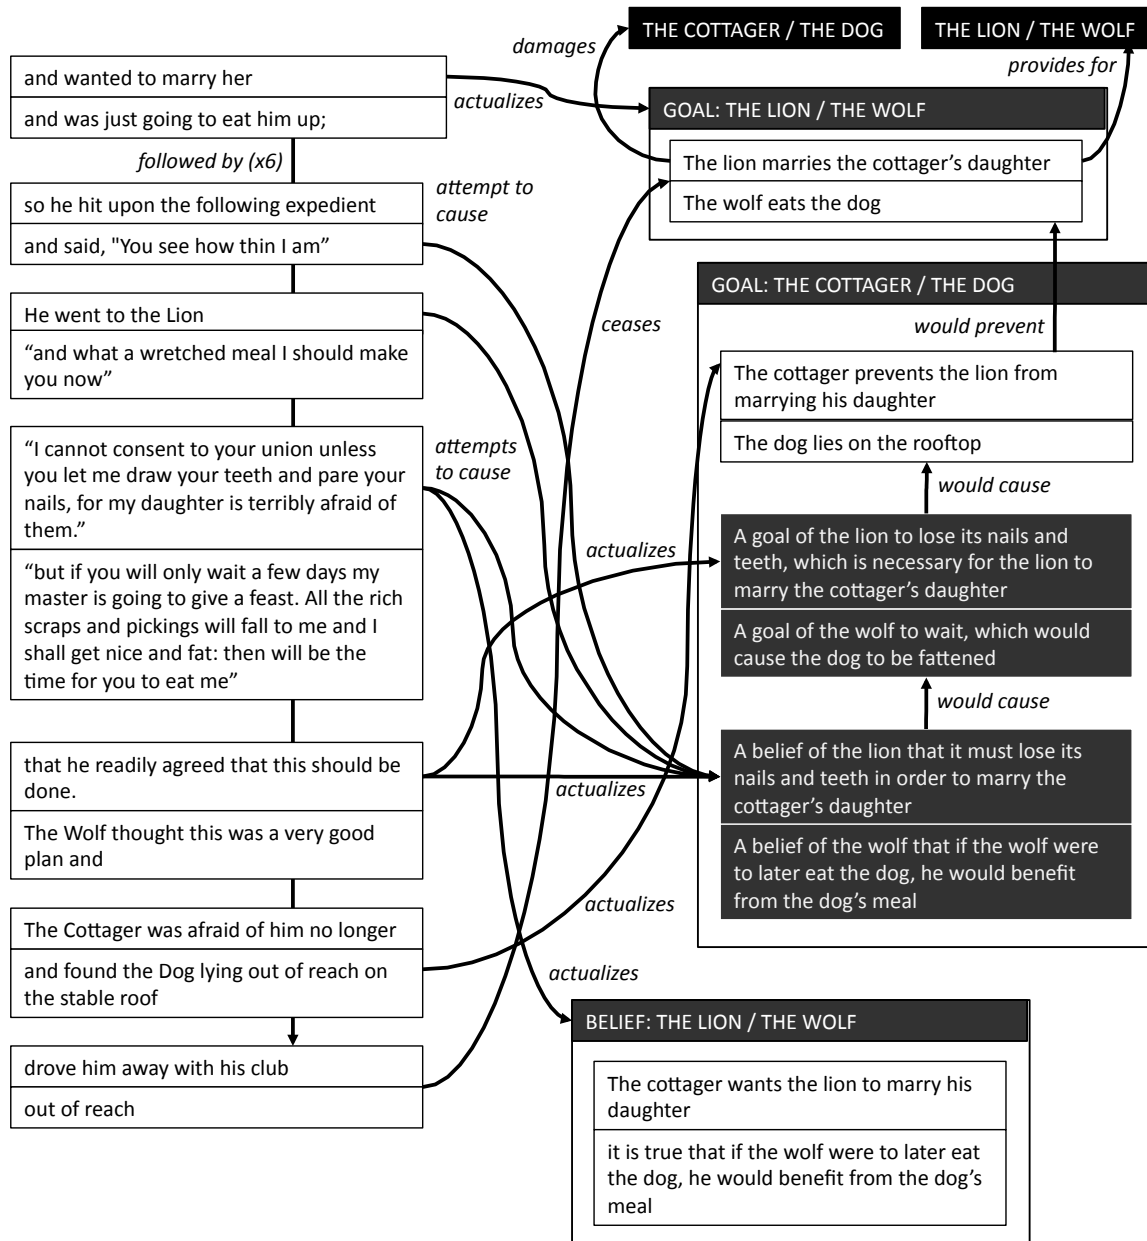 THE COTTAGER / THE DOG
THE LION / THE WOLF
damages
provides for
and wanted to marry her
and was just going to eat him up;
actualizes
GOAL: THE LION / THE WOLF
The lion marries the cottager’s daughter
The wolf eats the dog
followed by (x6)
attempt to
cause
so he hit upon the following expedient
and said, "You see how thin I am”
He went to the Lion
“and what a wretched meal I should make
you now”
ceases
GOAL: THE COTTAGER / THE DOG
would prevent
The cottager prevents the lion from
marrying his daughter
The dog lies on the rooftop
“I cannot consent to your union unless
you let me draw your teeth and pare your
nails, for my daughter is terribly afraid of
them.”
“but if you will only wait a few days my
master is going to give a feast. All the rich
scraps and pickings will fall to me and I
shall get nice and fat: then will be the
time for you to eat me”
attempts
to cause
would cause
actualizes
A goal of the lion to lose its nails and
teeth, which is necessary for the lion to
marry the cottager’s daughter
A goal of the wolf to wait, which would
cause the dog to be fattened
would cause
that he readily agreed that this should be
done.
The Wolf thought this was a very good
plan and
actualizes
A belief of the lion that it must lose its
nails and teeth in order to marry the
cottager’s daughter
A belief of the wolf that if the wolf were
to later eat the dog, he would benefit
from the dog’s meal
The Cottager was afraid of him no longer
and found the Dog lying out of reach on
the stable roof
actualizes
actualizes
drove him away with his club
out of reach
BELIEF: THE LION / THE WOLF
The cottager wants the lion to marry his
daughter
it is true that if the wolf were to later eat
the dog, he would benefit from the dog’s
meal